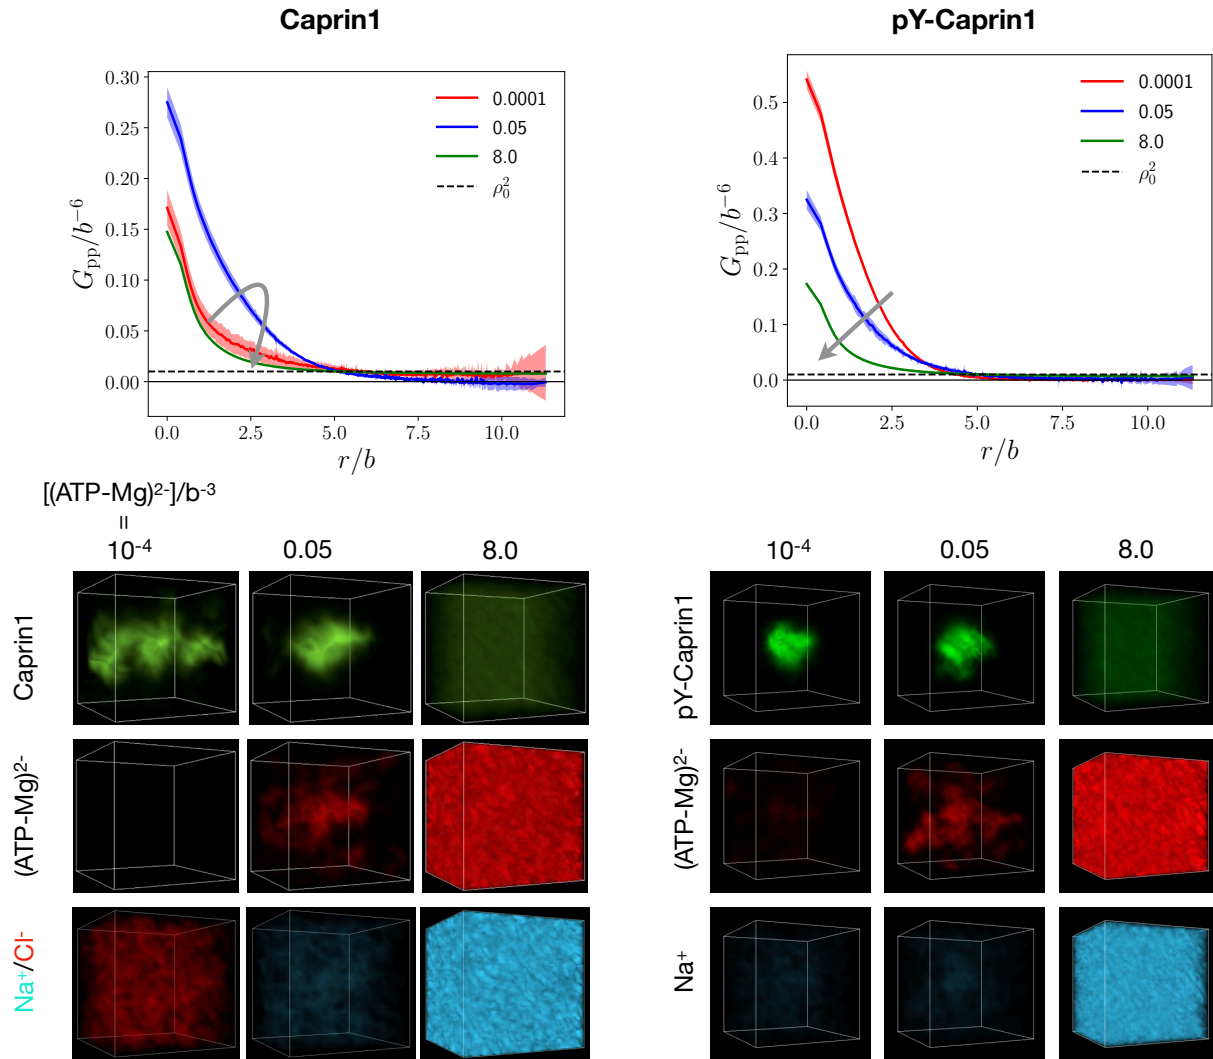 Caprin1
pY-Caprin1
0.30
0.25
0.20
0.15
0.10
0.05
0.00
G_pp/b⁻⁶
0.0001
0.05
8.0
ρ₀²
0.0
2.5
5.0
7.5
10.0
r/b
0.5
0.4
0.3
0.2
0.1
0.0
G_pp/b⁻⁶
0.0001
0.05
8.0
ρ₀²
0.0
2.5
5.0
7.5
10.0
r/b
[(ATP-Mg)²⁻]/b⁻³
=
10⁻⁴
0.05
8.0
10⁻⁴
0.05
8.0
Caprin1
pY-Caprin1
(ATP-Mg)²⁻
(ATP-Mg)²⁻
Na⁺/Cl⁻
Na⁺